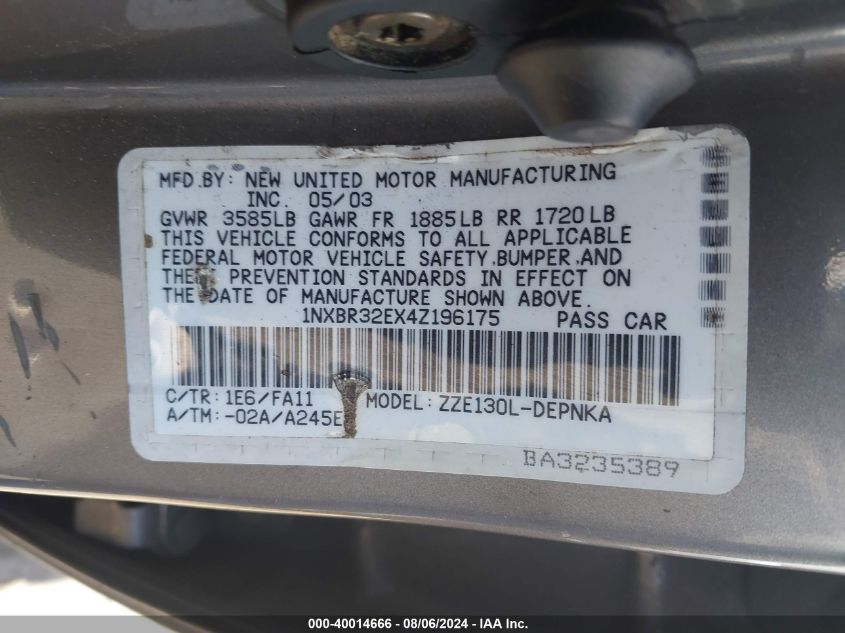 MFD.BY: NEW UNITED MOTOR MANUFACTURING
INC. 05/03
GVWR 3585LB GAWR FR 1885LB RR 1720LB
THIS VEHICLE CONFORMS TO ALL APPLICABLE
FEDERAL MOTOR VEHICLE SAFETY,BUMPER,AND
PREVENTION STANDARDS IN EFFECT ON
THE DATE OF MANUFACTURE SHOWN ABOVE.
1NXBR32EX4Z196175 PASS CAR
C/TR: 1E6/FA11 MODEL: ZZE130L-DEPNKA
A/TM: -02A/A245E
BA3235389
000-40014666 - 08/06/2024 - IAA Inc.